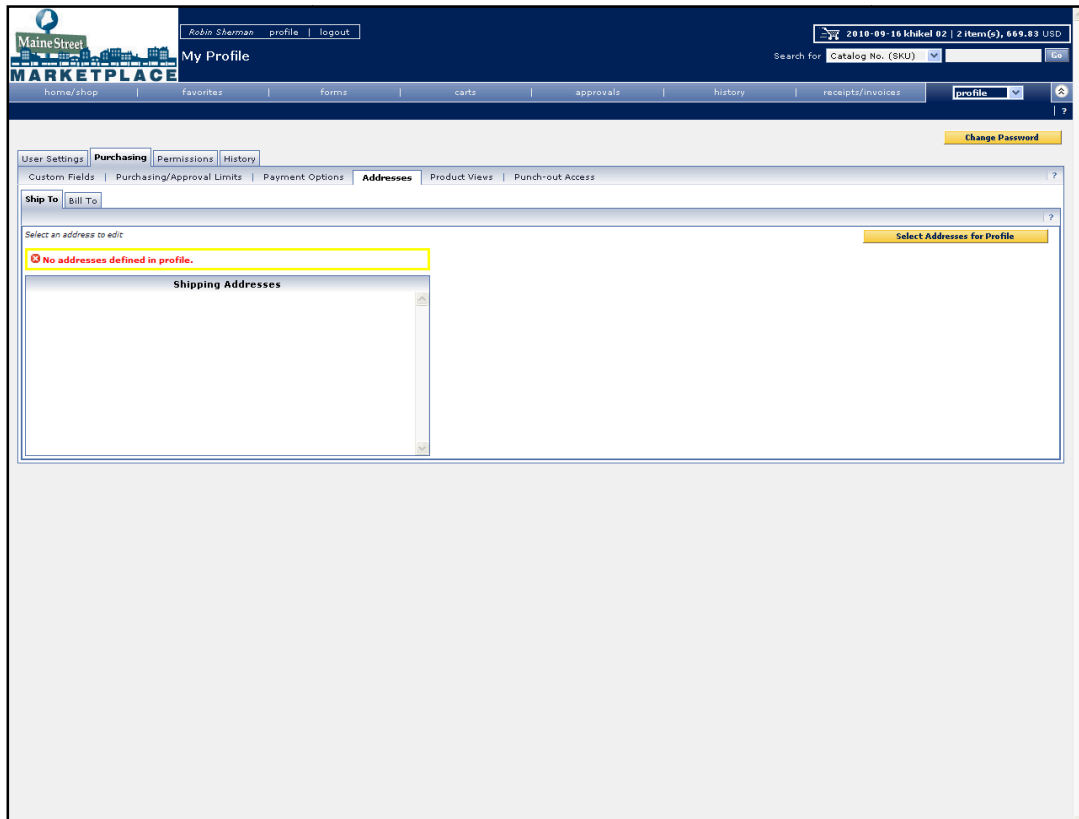 MaineStreet
MARKETPLACE
Robin Sherman profile | logout
My Profile
2010-09-16 khikel 02 | 2 item(s), 669.83 USD
Search for Catalog No. (SKU) Go
home/shop | favorites | forms | carts | approvals | history | receipts/invoices profile
| ?
Change Password
User Settings Purchasing Permissions History
Custom Fields | Purchasing/Approval Limits | Payment Options Addresses Product Views | Punch-out Access ?
Ship To Bill To
?
Select an address to edit
Select Addresses for Profile
No addresses defined in profile.
Shipping Addresses